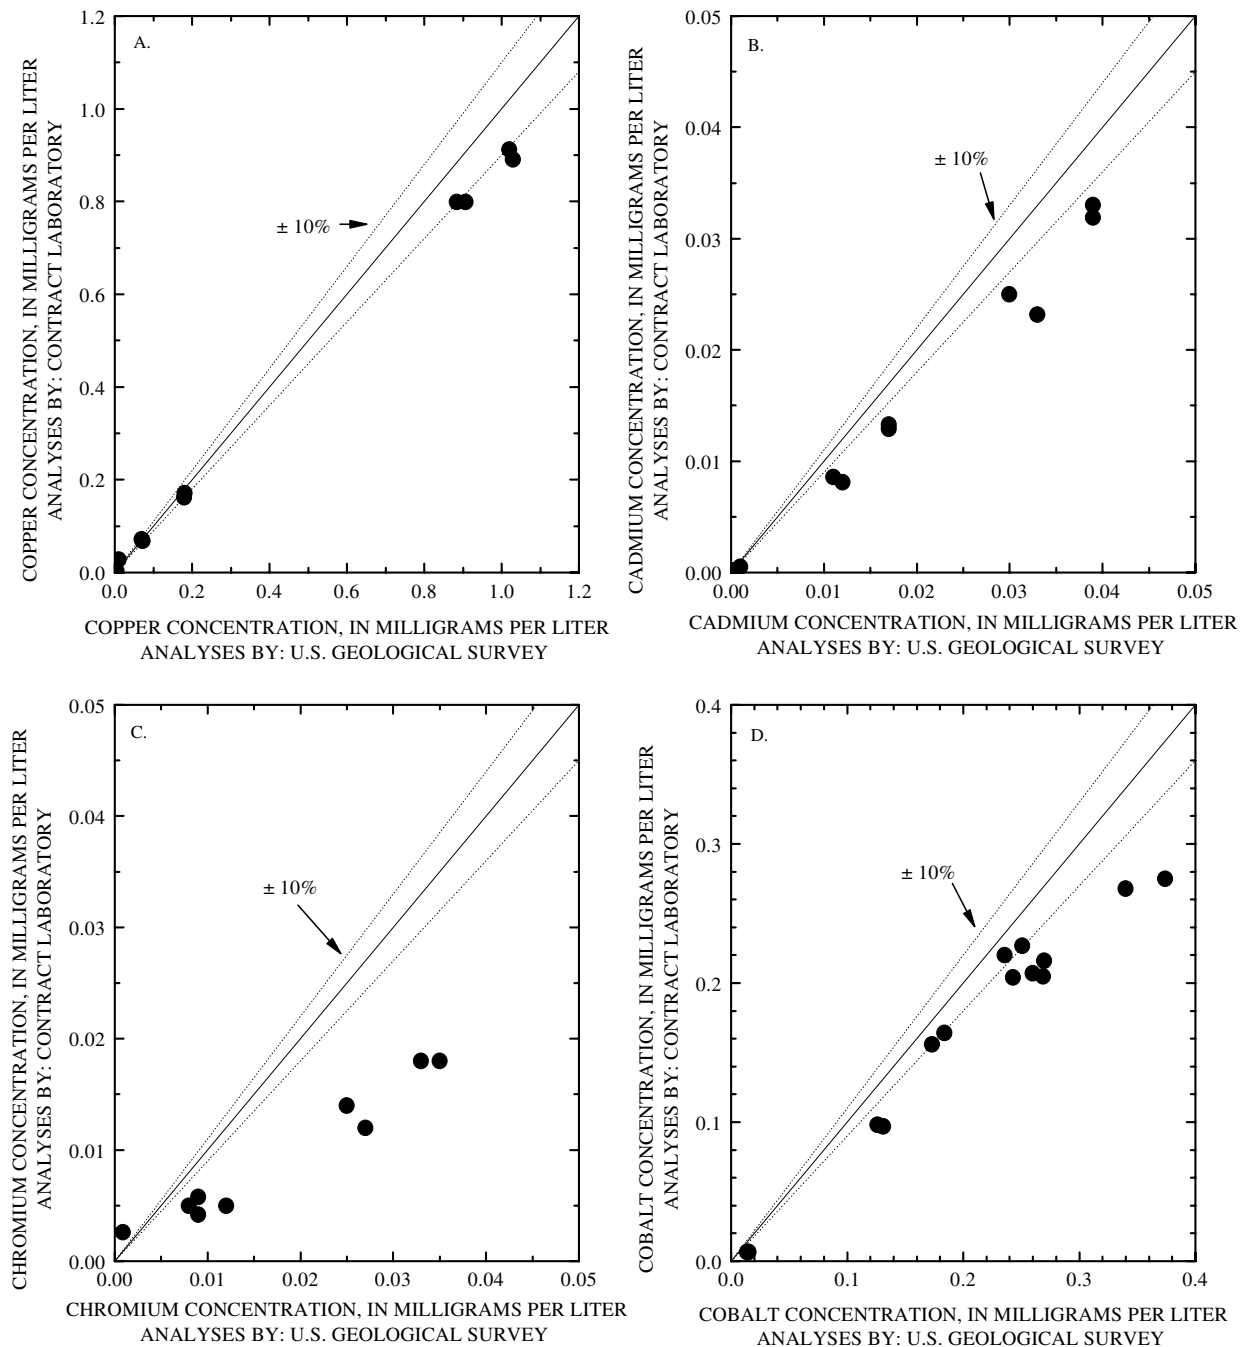 COPPER CONCENTRATION, IN MILLIGRAMS PER LITER
ANALYSES BY: CONTRACT LABORATORY
1.2
1.0
0.8
0.6
0.4
0.2
0.0
A.
± 10%
0.0 0.2 0.4 0.6 0.8 1.0 1.2
COPPER CONCENTRATION, IN MILLIGRAMS PER LITER
ANALYSES BY: U.S. GEOLOGICAL SURVEY
CADMIUM CONCENTRATION, IN MILLIGRAMS PER LITER
ANALYSES BY: CONTRACT LABORATORY
0.05
0.04
0.03
0.02
0.01
0.00
B.
± 10%
0.00 0.01 0.02 0.03 0.04 0.05
CADMIUM CONCENTRATION, IN MILLIGRAMS PER LITER
ANALYSES BY: U.S. GEOLOGICAL SURVEY
CHROMIUM CONCENTRATION, IN MILLIGRAMS PER LITER
ANALYSES BY: CONTRACT LABORATORY
0.05
0.04
0.03
0.02
0.01
0.00
C.
± 10%
0.00 0.01 0.02 0.03 0.04 0.05
CHROMIUM CONCENTRATION, IN MILLIGRAMS PER LITER
ANALYSES BY: U.S. GEOLOGICAL SURVEY
COBALT CONCENTRATION, IN MILLIGRAMS PER LITER
ANALYSES BY: CONTRACT LABORATORY
0.4
0.3
0.2
0.1
0.0
D.
± 10%
0.0 0.1 0.2 0.3 0.4
COBALT CONCENTRATION, IN MILLIGRAMS PER LITER
ANALYSES BY: U.S. GEOLOGICAL SURVEY